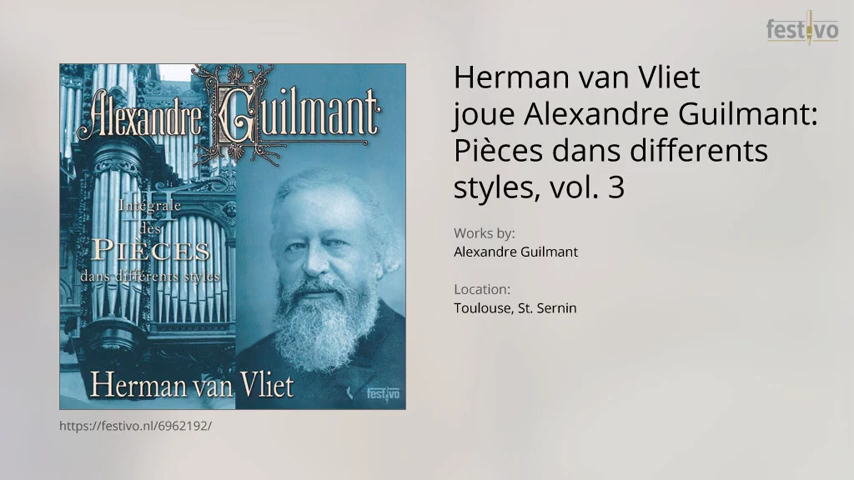 festivo
Alexandre Guilmant
Intégrale
des
PIÈCES
dans différents styles
Herman van Vliet
festivo
https://festivo.nl/6962192/
Herman van Vliet
joue Alexandre Guilmant:
Pièces dans differents
styles, vol. 3
Works by:
Alexandre Guilmant
Location:
Toulouse, St. Sernin